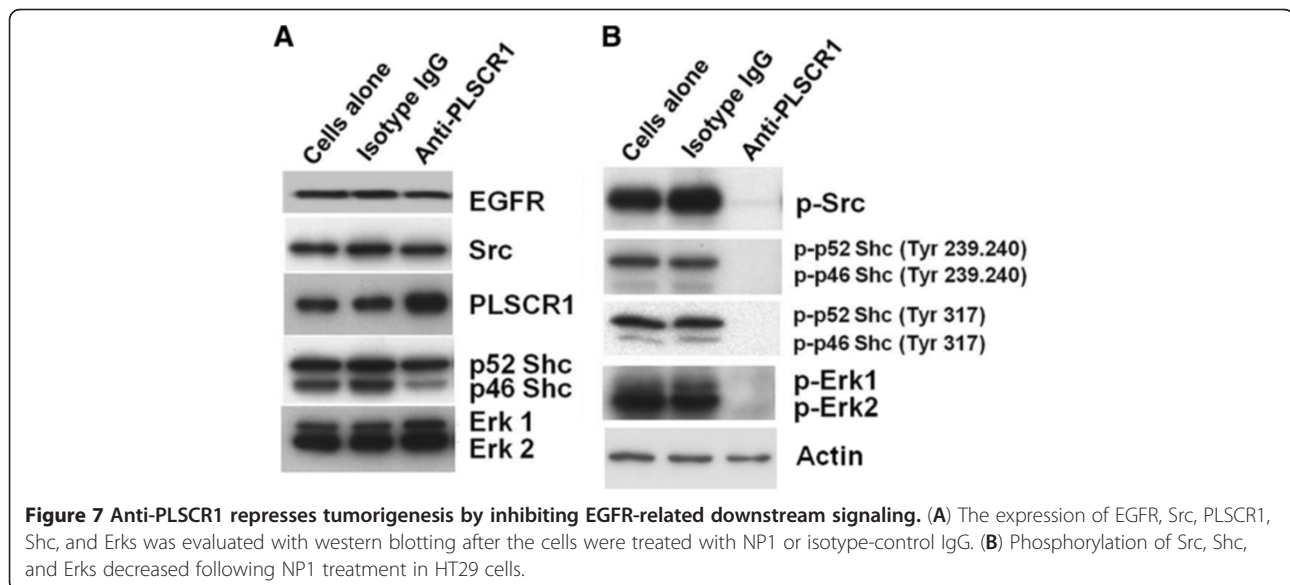 A
Cells alone
Isotype IgG
Anti-PLSCR1
EGFR
Src
PLSCR1
p52 Shc
p46 Shc
Erk 1
Erk 2
B
Cells alone
Isotype IgG
Anti-PLSCR1
p-Src
p-p52 Shc (Tyr 239.240)
p-p46 Shc (Tyr 239.240)
p-p52 Shc (Tyr 317)
p-p46 Shc (Tyr 317)
p-Erk1
p-Erk2
Actin
Figure 7 Anti-PLSCR1 represses tumorigenesis by inhibiting EGFR-related downstream signaling. (A) The expression of EGFR, Src, PLSCR1,
Shc, and Erks was evaluated with western blotting after the cells were treated with NP1 or isotype-control IgG. (B) Phosphorylation of Src, Shc,
and Erks decreased following NP1 treatment in HT29 cells.